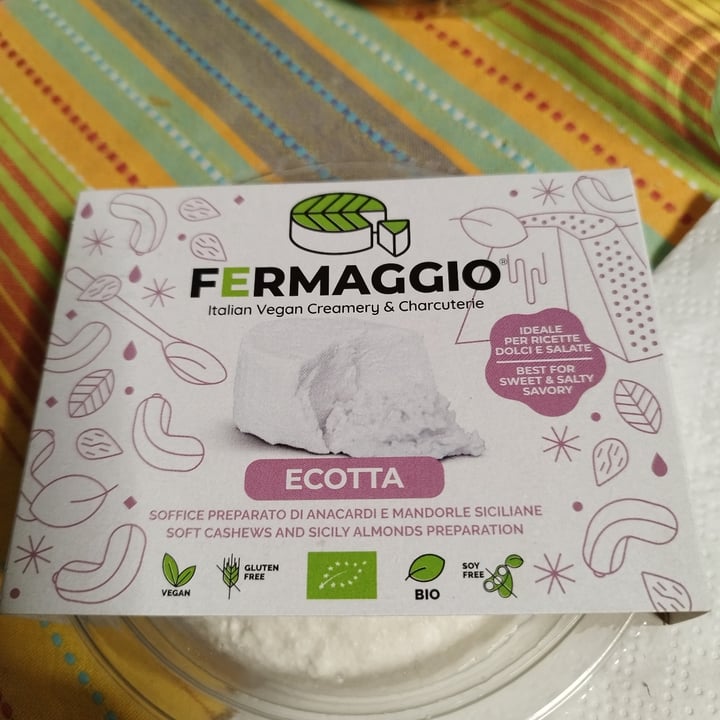 FERMAGGIO®
Italian Vegan Creamery & Charcuterie
IDEALE
PER RICETTE
DOLCI E SALATE
BEST FOR
SWEET & SALTY
SAVORY
ECOTTA
SOFFICE PREPARATO DI ANACARDI E MANDORLE SICILIANE
SOFT CASHEWS AND SICILY ALMONDS PREPARATION
VEGAN
GLUTEN
FREE
BIO
SOY
FREE